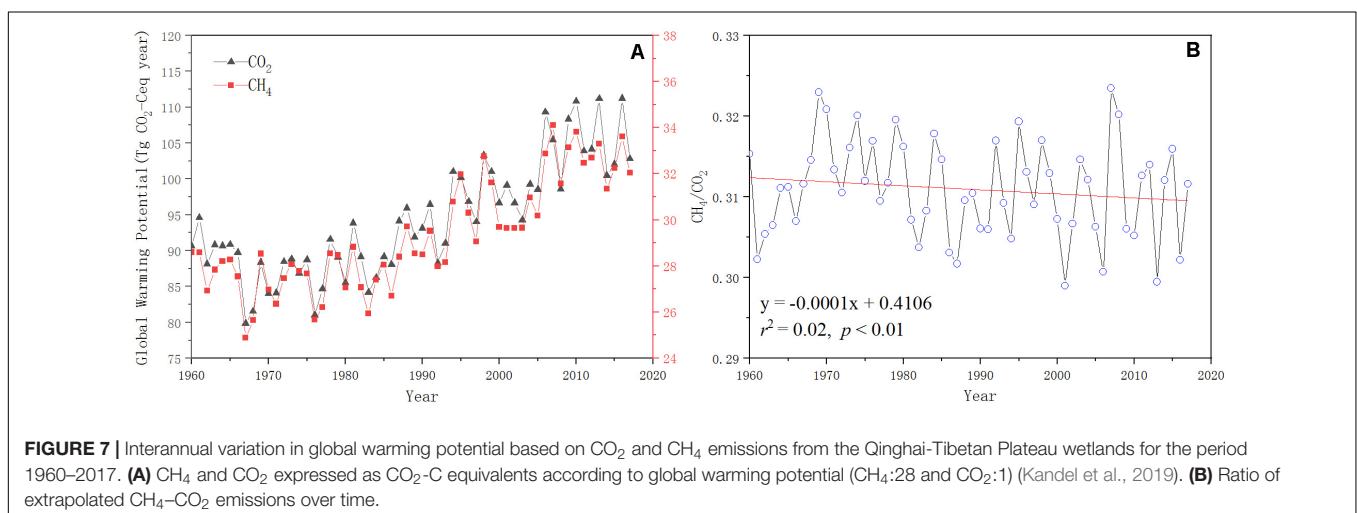 A
Global Warming Potential (Tg CO₂-Ceq year)
120
115
110
105
100
95
90
85
80
75
CO₂
CH₄
38
36
34
32
30
28
26
24
1960 1970 1980 1990 2000 2010 2020
Year
B
CH₄/CO₂
0.33
0.32
0.31
0.30
0.29
y = -0.0001x + 0.4106
r² = 0.02, p < 0.01
1960 1970 1980 1990 2000 2010 2020
Year
FIGURE 7 | Interannual variation in global warming potential based on CO₂ and CH₄ emissions from the Qinghai-Tibetan Plateau wetlands for the period
1960–2017. (A) CH₄ and CO₂ expressed as CO₂-C equivalents according to global warming potential (CH₄:28 and CO₂:1) (Kandel et al., 2019). (B) Ratio of
extrapolated CH₄–CO₂ emissions over time.